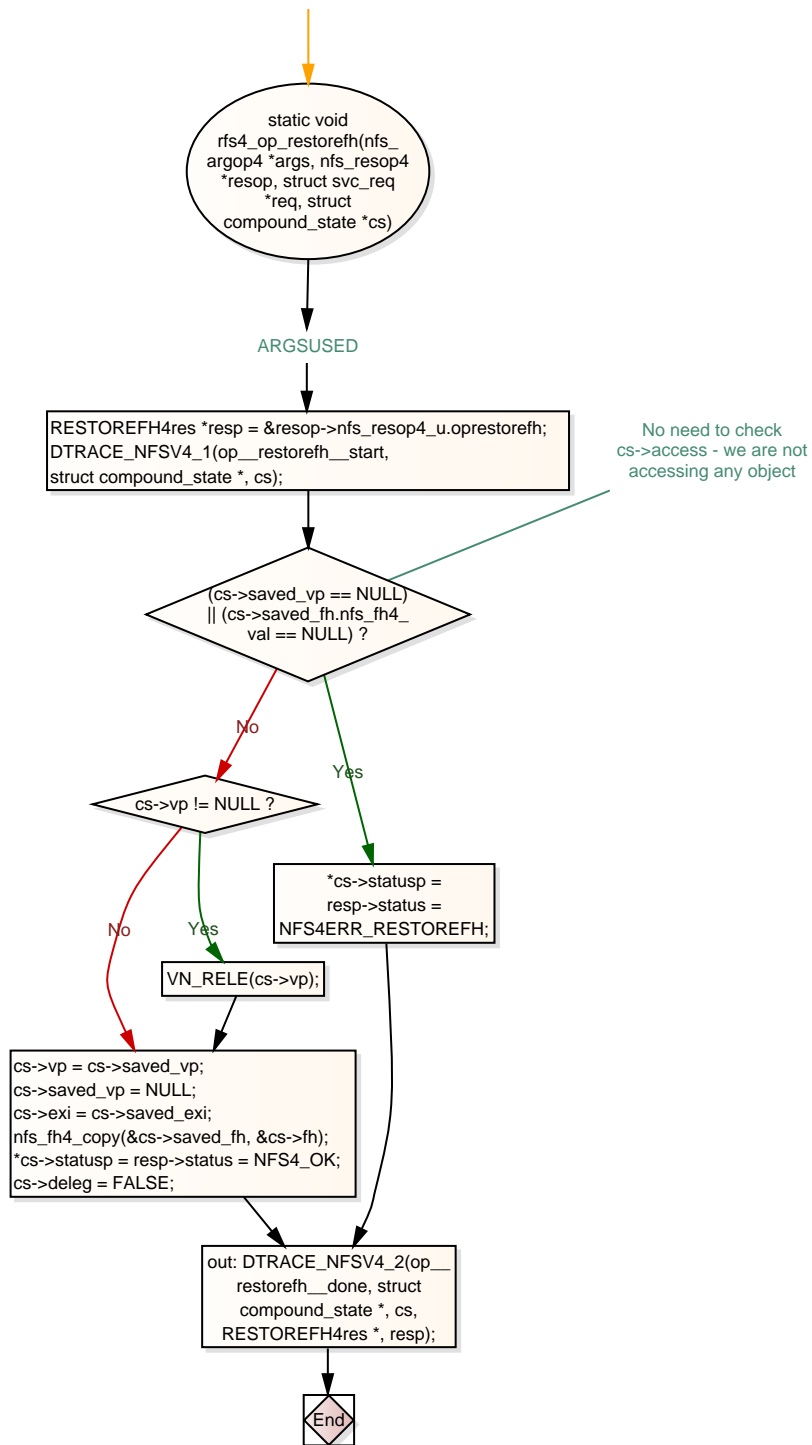 static void
rfs4_op_restorefh(nfs_
argop4 *args, nfs_resop4
*resop, struct svc_req
*req, struct
compound_state *cs)
ARGSUSED
RESTOREFH4res *resp = &resop->nfs_resop4_u.oprestorefh;
DTRACE_NFSV4_1(op__restorefh__start,
struct compound_state *, cs);
No need to check
cs->access - we are not
accessing any object
(cs->saved_vp == NULL)
|| (cs->saved_fh.nfs_fh4_
val == NULL) ?
No
Yes
cs->vp != NULL ?
*cs->statusp =
resp->status =
NFS4ERR_RESTOREFH;
No
Yes
VN_RELE(cs->vp);
cs->vp = cs->saved_vp;
cs->saved_vp = NULL;
cs->exi = cs->saved_exi;
nfs_fh4_copy(&cs->saved_fh, &cs->fh);
*cs->statusp = resp->status = NFS4_OK;
cs->deleg = FALSE;
out: DTRACE_NFSV4_2(op__
restorefh__done, struct
compound_state *, cs,
RESTOREFH4res *, resp);
End